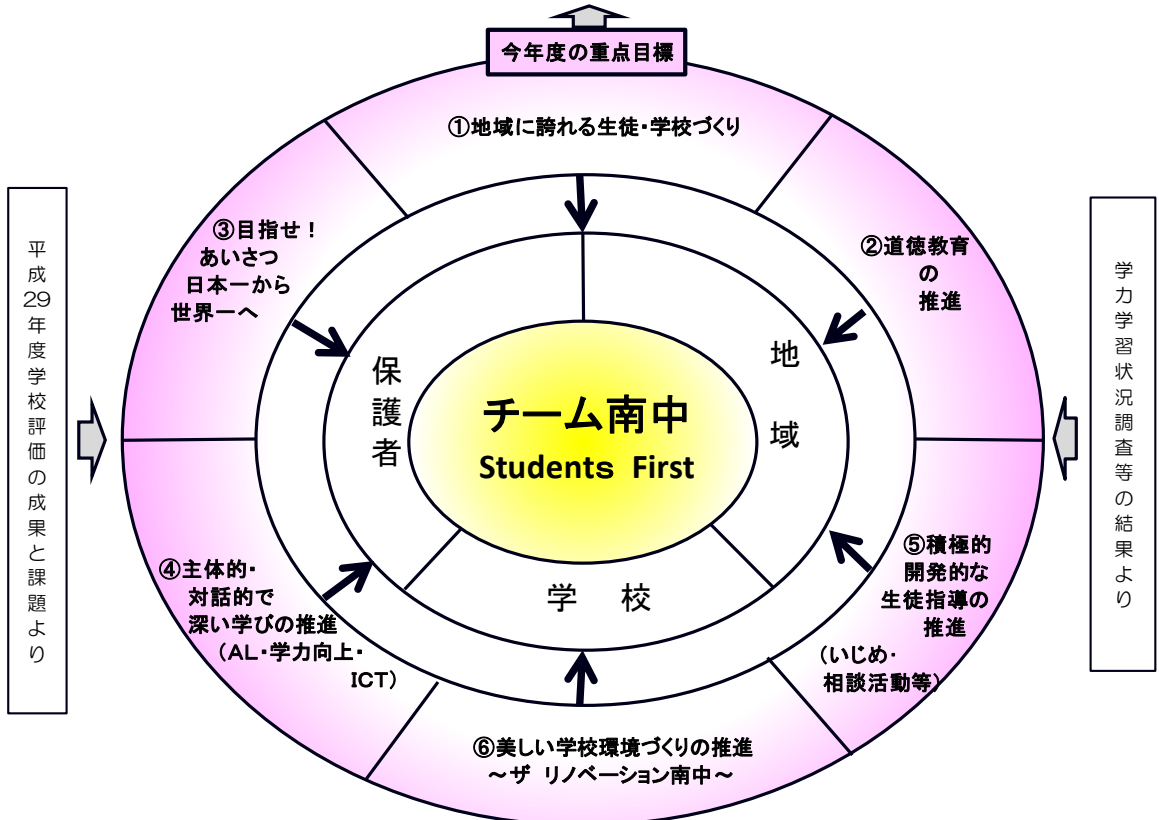 今年度の重点目標
①地域に誇れる生徒・学校づくり
②道徳教育
の
推進
③目指せ！
あいさつ
日本一から
世界一へ
④主体的・
対話的で
深い学びの推進
（AL・学力向上・
ICT）
⑤積極的
開発的な
生徒指導の
推進
（いじめ・
相談活動等）
⑥美しい学校環境づくりの推進
～ザ リノベーション南中～
保護者
地域
学校
チーム南中
Students First
平成29年度学校評価の成果と課題より
学力学習状況調査等の結果より